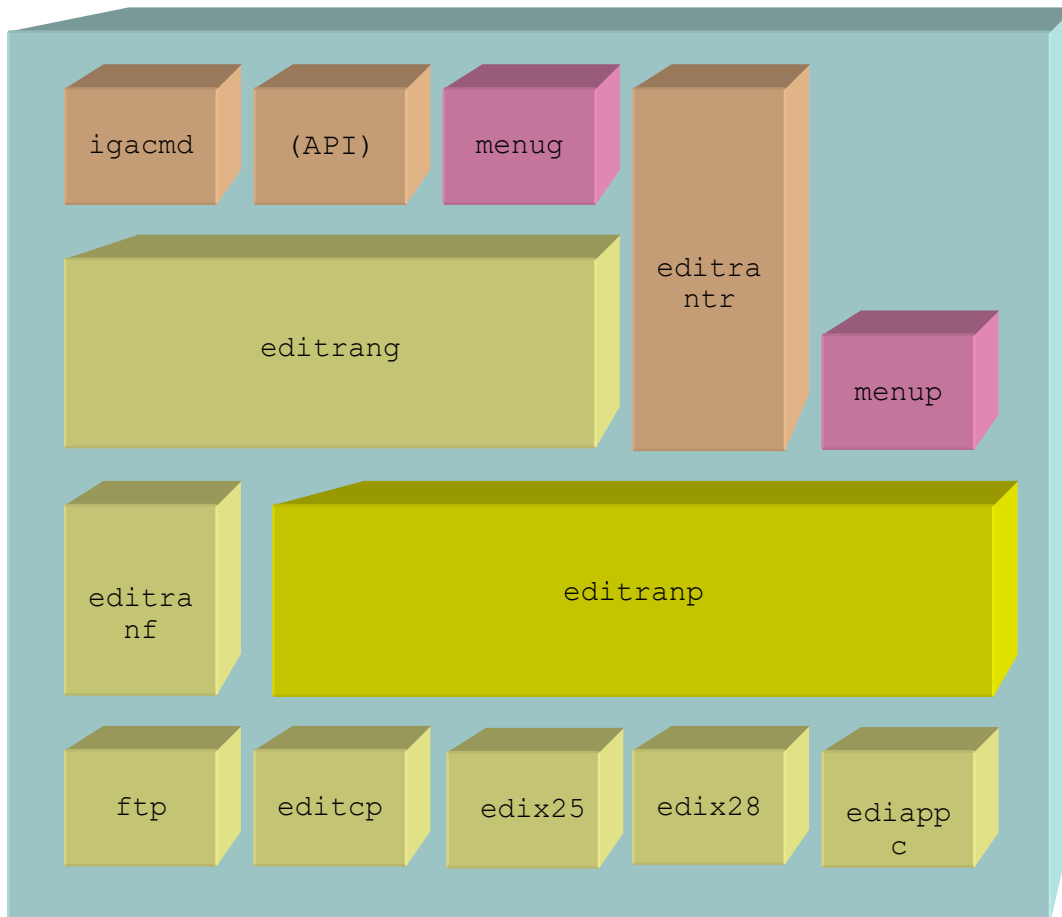 igacmd
(API)
menug
editra
ntr
editrang
menup
editra
nf
editranp
ftp
editcp
edix25
edix28
ediapp
c